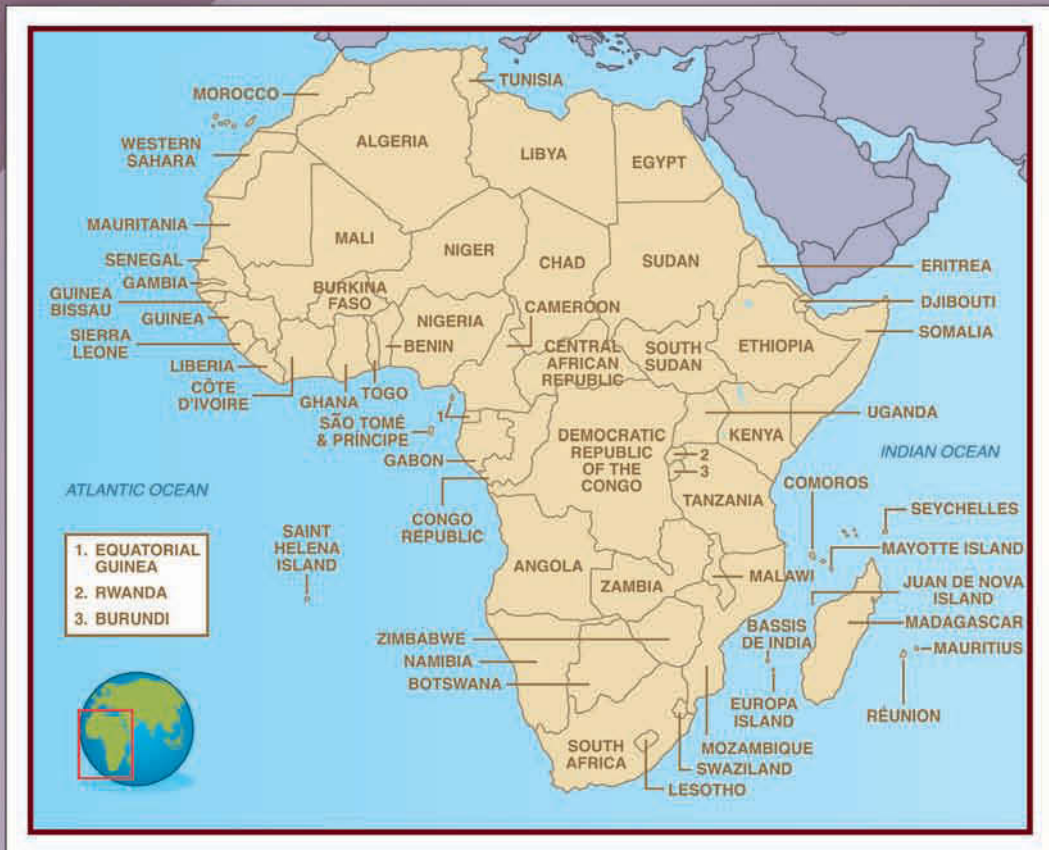 MOROCCO
TUNISIA
ALGERIA
LIBYA
EGYPT
WESTERN
SAHARA
MAURITANIA
MALI
NIGER
CHAD
SUDAN
ERITREA
SENEGAL
GAMBIA
GUINEA
BISSAU
GUINEA
SIERRA
LEONE
LIBERIA
CÔTE
D'IVOIRE
BURKINA
FASO
GHANA
TOGO
BENIN
NIGERIA
CAMEROON
CENTRAL
AFRICAN
REPUBLIC
SOUTH
SUDAN
ETHIOPIA
DJIBOUTI
SOMALIA
1
SÃO TOMÉ
& PRÍNCIPE
GABON
CONGO
REPUBLIC
DEMOCRATIC
REPUBLIC
OF THE
CONGO
UGANDA
KENYA
2
3
TANZANIA
INDIAN OCEAN
ATLANTIC OCEAN
COMOROS
SEYCHELLES
MAYOTTE ISLAND
JUAN DE NOVA
ISLAND
MADAGASCAR
MAURITIUS
RÉUNION
SAINT
HELENA
ISLAND
ANGOLA
ZAMBIA
MALAWI
BASSIS
DE INDIA
EUROPA
ISLAND
ZIMBABWE
NAMIBIA
BOTSWANA
MOZAMBIQUE
SWAZILAND
LESOTHO
SOUTH
AFRICA
1. EQUATORIAL
GUINEA
2. RWANDA
3. BURUNDI